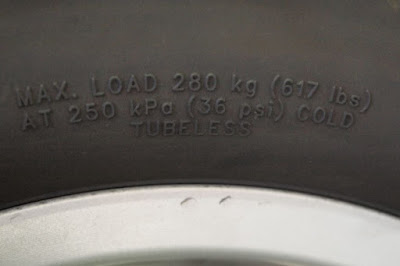 MAX. LOAD 280 kg (617 lbs)
AT 250 kPa (36 psi) COLD
TUBELESS